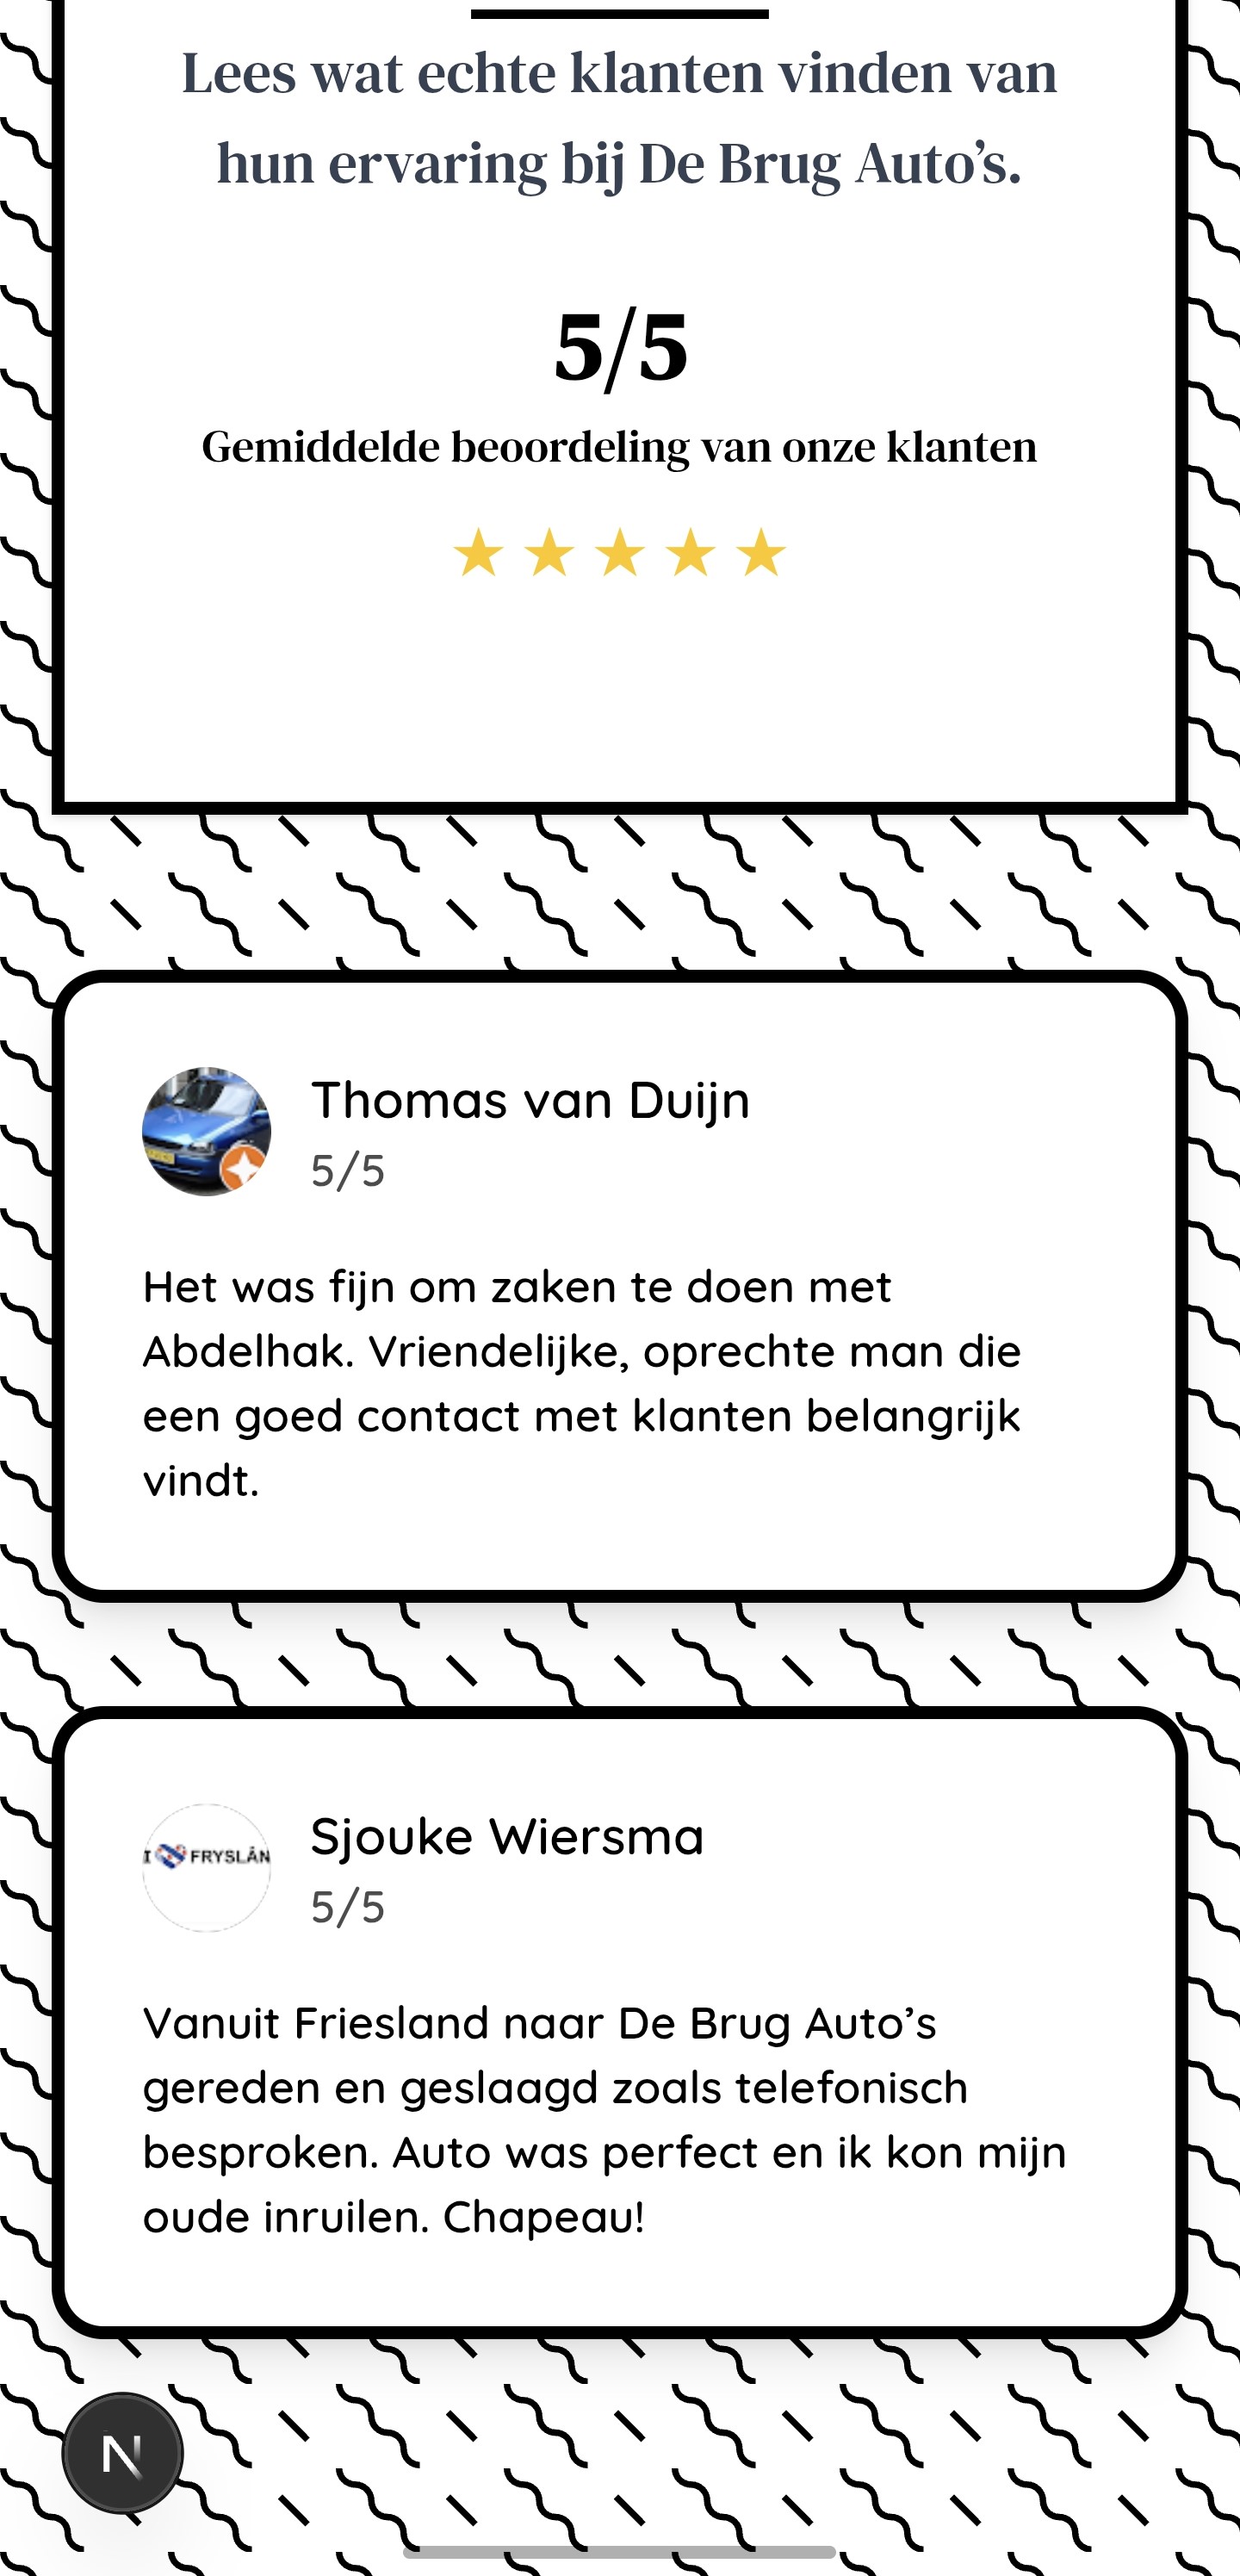 Lees wat echte klanten vinden van
hun ervaring bij De Brug Auto’s.
5/5
Gemiddelde beoordeling van onze klanten
Thomas van Duijn
5/5
Het was fijn om zaken te doen met
Abdelhak. Vriendelijke, oprechte man die
een goed contact met klanten belangrijk
vindt.
I FRYSLÂN
Sjouke Wiersma
5/5
Vanuit Friesland naar De Brug Auto’s
gereden en geslaagd zoals telefonisch
besproken. Auto was perfect en ik kon mijn
oude inruilen. Chapeau!
N